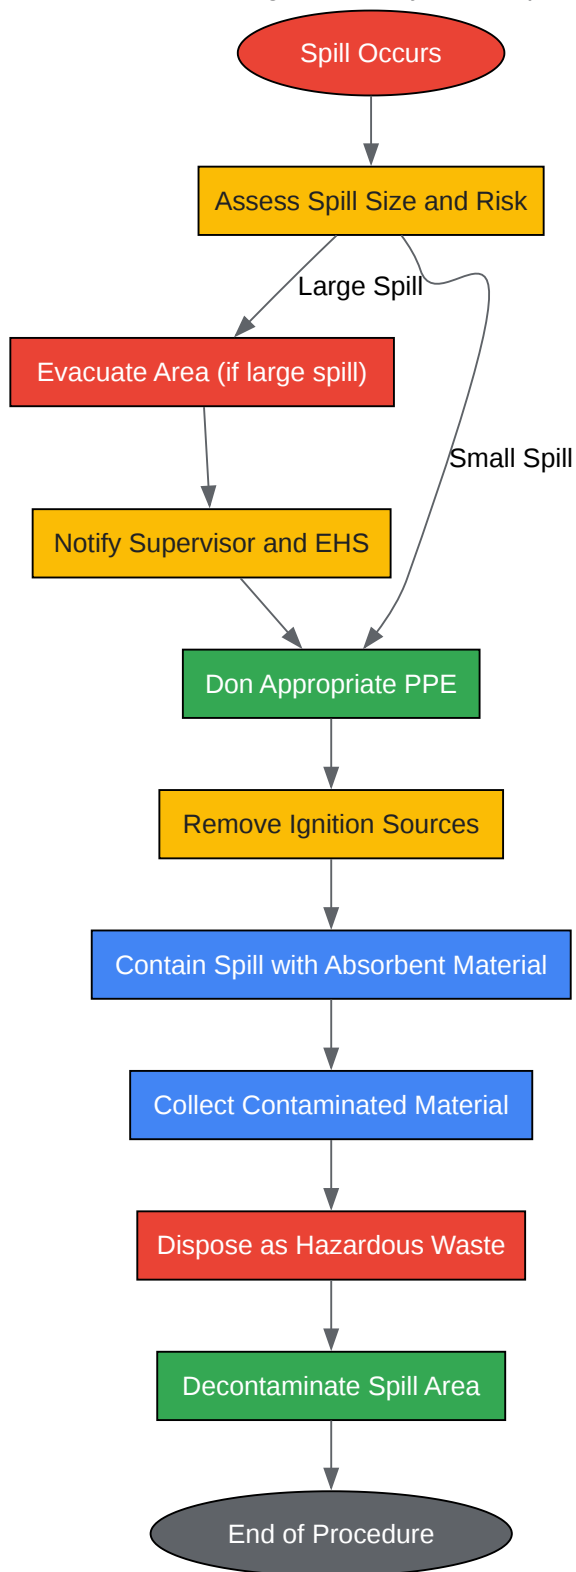 Spill Occurs
Assess Spill Size and Risk
Large Spill
Evacuate Area (if large spill)
Small Spill
Notify Supervisor and EHS
Don Appropriate PPE
Remove Ignition Sources
Contain Spill with Absorbent Material
Collect Contaminated Material
Dispose as Hazardous Waste
Decontaminate Spill Area
End of Procedure